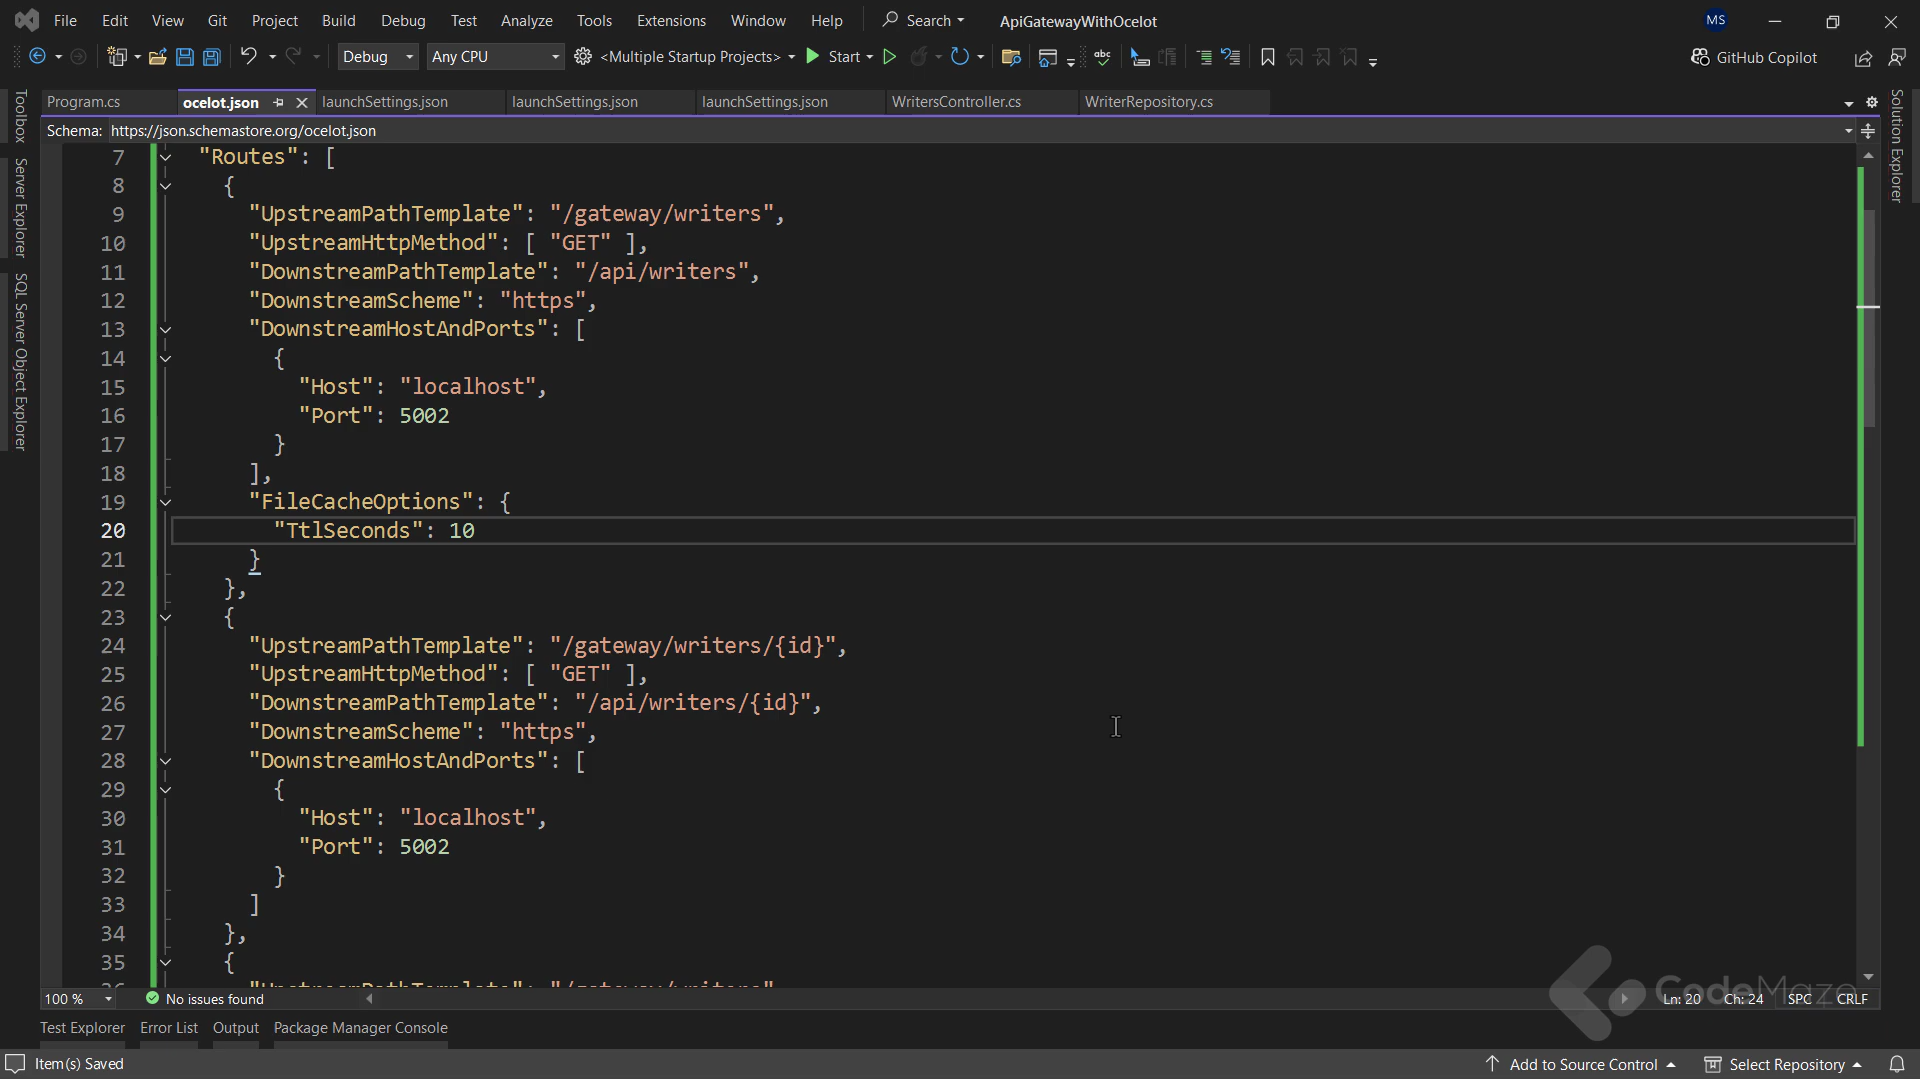 File Edit View Git Project Build Debug Test Analyze Tools Extensions Window Help Search ApiGatewayWithOcelot MS
Debug Any CPU <Multiple Startup Projects> Start GitHub Copilot
Program.cs ocelot.json launchSettings.json launchSettings.json launchSettings.json WritersController.cs WriterRepository.cs
Schema: https://json.schemastore.org/ocelot.json
Toolbox
Server Explorer
SQL Server Object Explorer
Solution Explorer
7 "Routes": [
8 {
9 "UpstreamPathTemplate": "/gateway/writers",
10 "UpstreamHttpMethod": [ "GET" ],
11 "DownstreamPathTemplate": "/api/writers",
12 "DownstreamScheme": "https",
13 "DownstreamHostAndPorts": [
14 {
15 "Host": "localhost",
16 "Port": 5002
17 }
18 ],
19 "FileCacheOptions": {
20 "TtlSeconds": 10
21 }
22 },
23 {
24 "UpstreamPathTemplate": "/gateway/writers/{id}",
25 "UpstreamHttpMethod": [ "GET" ],
26 "DownstreamPathTemplate": "/api/writers/{id}",
27 "DownstreamScheme": "https",
28 "DownstreamHostAndPorts": [
29 {
30 "Host": "localhost",
31 "Port": 5002
32 }
33 ]
34 },
35 {
CodeMaze
100 % No issues found Ln: 20 Ch: 24 SPC CRLF
Test Explorer Error List Output Package Manager Console
Item(s) Saved Add to Source Control Select Repository